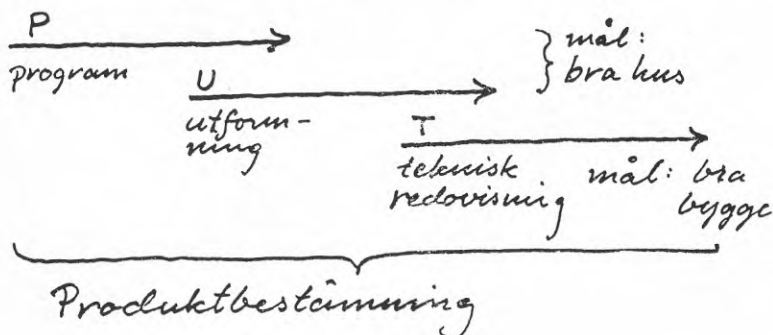 P
program
mål:
bra hus
U
utform-
ning
T
teknisk
redovisning
mål: bra
bygge
Produktbestämning